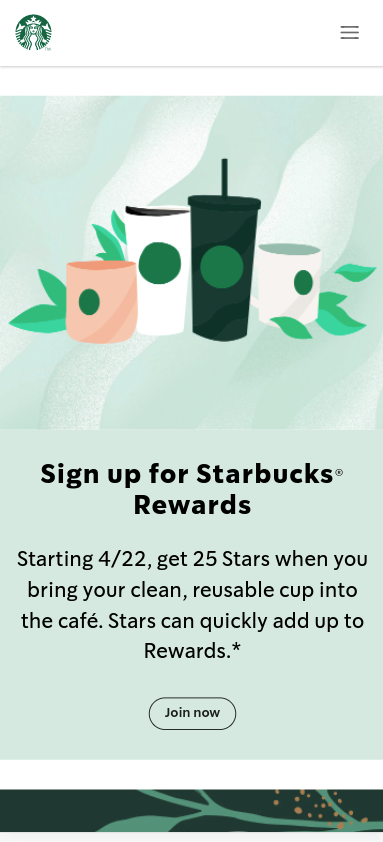 Sign up for Starbucks®
Rewards
Starting 4/22, get 25 Stars when you
bring your clean, reusable cup into
the café. Stars can quickly add up to
Rewards.*
Join now